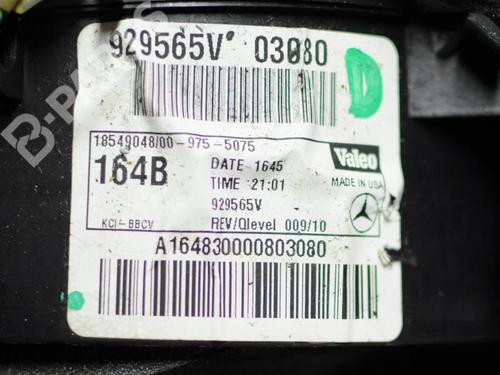 929565V* 03080
D
18549048/00-975-5075
164B
DATE 1645
TIME 21:01
929565V
KCI-BBCV
REV/Qlevel 009/10
Valeo
MADE IN USA
A164830000803080
B-PARTS